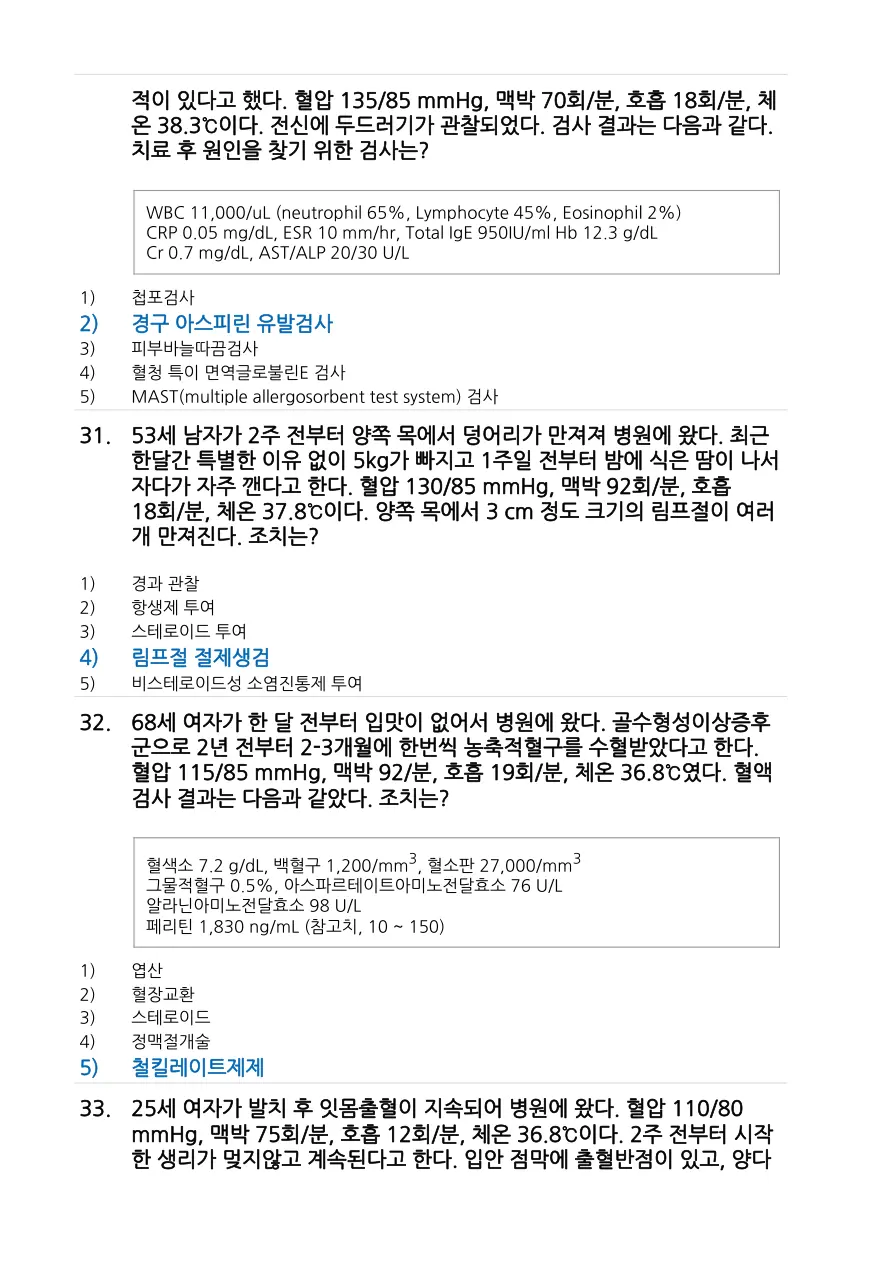 적이 있다고 했다. 혈압 135/85 mmHg, 맥박 70회/분, 호흡 18회/분, 체
온 38.3℃이다. 전신에 두드러기가 관찰되었다. 검사 결과는 다음과 같다.
치료 후 원인을 찾기 위한 검사는?
WBC 11,000/uL (neutrophil 65%, Lymphocyte 45%, Eosinophil 2%)
CRP 0.05 mg/dL, ESR 10 mm/hr, Total IgE 950IU/ml Hb 12.3 g/dL
Cr 0.7 mg/dL, AST/ALP 20/30 U/L
1) 첩포검사
2) 경구 아스피린 유발검사
3) 피부바늘따끔검사
4) 혈청 특이 면역글로불린E 검사
5) MAST(multiple allergosorbent test system) 검사
31. 53세 남자가 2주 전부터 양쪽 목에서 덩어리가 만져져 병원에 왔다. 최근
한달간 특별한 이유 없이 5kg가 빠지고 1주일 전부터 밤에 식은 땀이 나서
자다가 자주 깬다고 한다. 혈압 130/85 mmHg, 맥박 92회/분, 호흡
18회/분, 체온 37.8℃이다. 양쪽 목에서 3 cm 정도 크기의 림프절이 여러
개 만져진다. 조치는?
1) 경과 관찰
2) 항생제 투여
3) 스테로이드 투여
4) 림프절 절제생검
5) 비스테로이드성 소염진통제 투여
32. 68세 여자가 한 달 전부터 입맛이 없어서 병원에 왔다. 골수형성이상증후
군으로 2년 전부터 2-3개월에 한번씩 농축적혈구를 수혈받았다고 한다.
혈압 115/85 mmHg, 맥박 92/분, 호흡 19회/분, 체온 36.8℃였다. 혈액
검사 결과는 다음과 같았다. 조치는?
혈색소 7.2 g/dL, 백혈구 1,200/mm³, 혈소판 27,000/mm³
그물적혈구 0.5%, 아스파르테이트아미노전달효소 76 U/L
알라닌아미노전달효소 98 U/L
페리틴 1,830 ng/mL (참고치, 10 ~ 150)
1) 엽산
2) 혈장교환
3) 스테로이드
4) 정맥절개술
5) 철킬레이트제제
33. 25세 여자가 발치 후 잇몸출혈이 지속되어 병원에 왔다. 혈압 110/80
mmHg, 맥박 75회/분, 호흡 12회/분, 체온 36.8℃이다. 2주 전부터 시작
한 생리가 멎지않고 계속된다고 한다. 입안 점막에 출혈반점이 있고, 양다